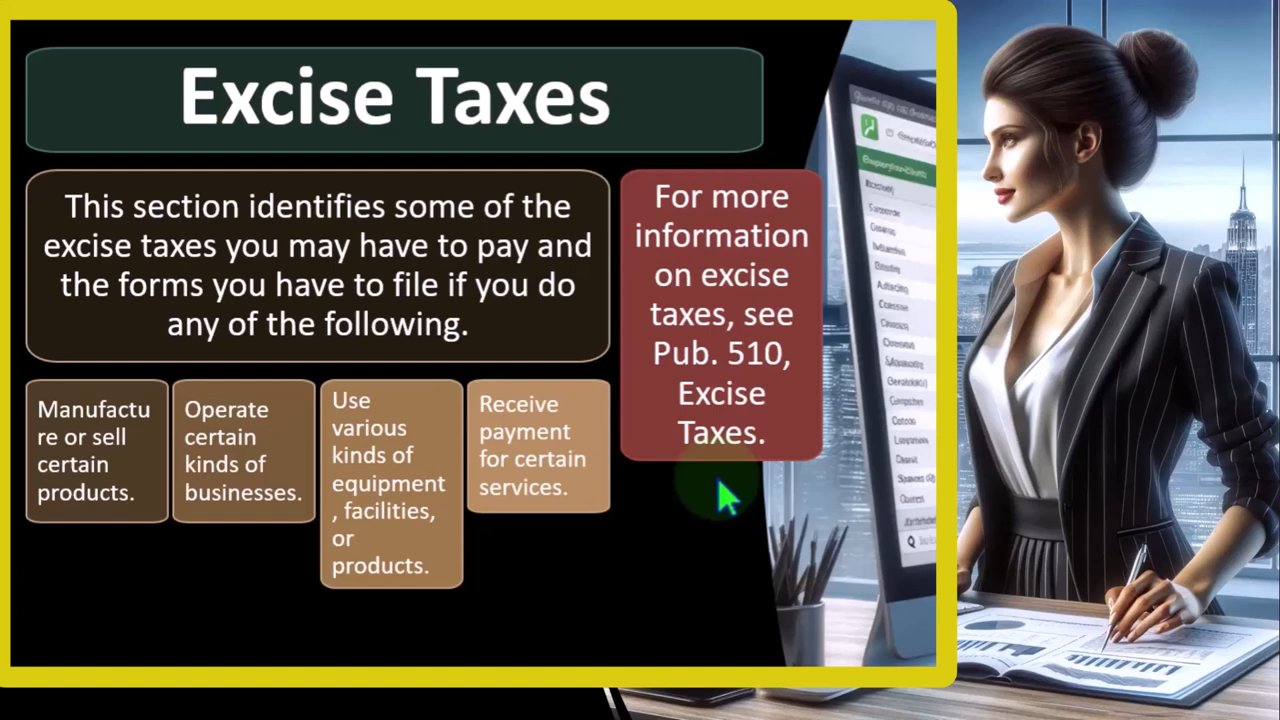 Excise Taxes
This section identifies some of the
excise taxes you may have to pay and
the forms you have to file if you do
any of the following.
For more
information
on excise
taxes, see
Pub. 510,
Excise
Taxes.
Manufactu
re or sell
certain
products.
Operate
certain
kinds of
businesses.
Use
various
kinds of
equipment
, facilities,
or
products.
Receive
payment
for certain
services.